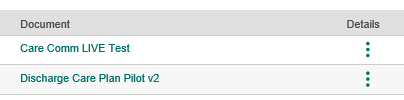 Document Details
Care Comm LIVE Test
Discharge Care Plan Pilot v2